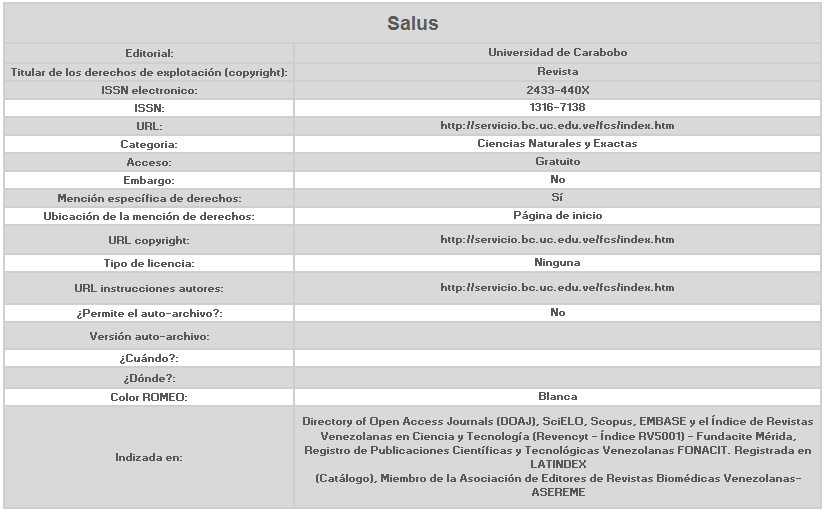 Salus
Editorial: Universidad de Carabobo
Titular de los derechos de explotación (copyright): Revista
ISSN electronico: 2433-440X
ISSN: 1316-7138
URL: http://servicio.bc.uc.edu.ve/fcs/index.htm
Categoria: Ciencias Naturales y Exactas
Acceso: Gratuito
Embargo: No
Mención específica de derechos: Sí
Ubicación de la mención de derechos: Página de inicio
URL copyright: http://servicio.bc.uc.edu.ve/fcs/index.htm
Tipo de licencia: Ninguna
URL instrucciones autores: http://servicio.bc.uc.edu.ve/fcs/index.htm
¿Permite el auto-archivo?: No
Versión auto-archivo:
¿Cuándo?:
¿Dónde?:
Color ROMEO: Blanca
Indizada en:
Directory of Open Access Journals (DOAJ), SciELO, Scopus, EMBASE y el Índice de Revistas
Venezolanas en Ciencia y Tecnología (Revencyt - Índice RV5001) - Fundacite Mérida,
Registro de Publicaciones Científicas y Tecnológicas Venezolanas FONACIT. Registrada en
LATINDEX
(Catálogo), Miembro de la Asociación de Editores de Revistas Biomédicas Venezolanas-
ASEREME